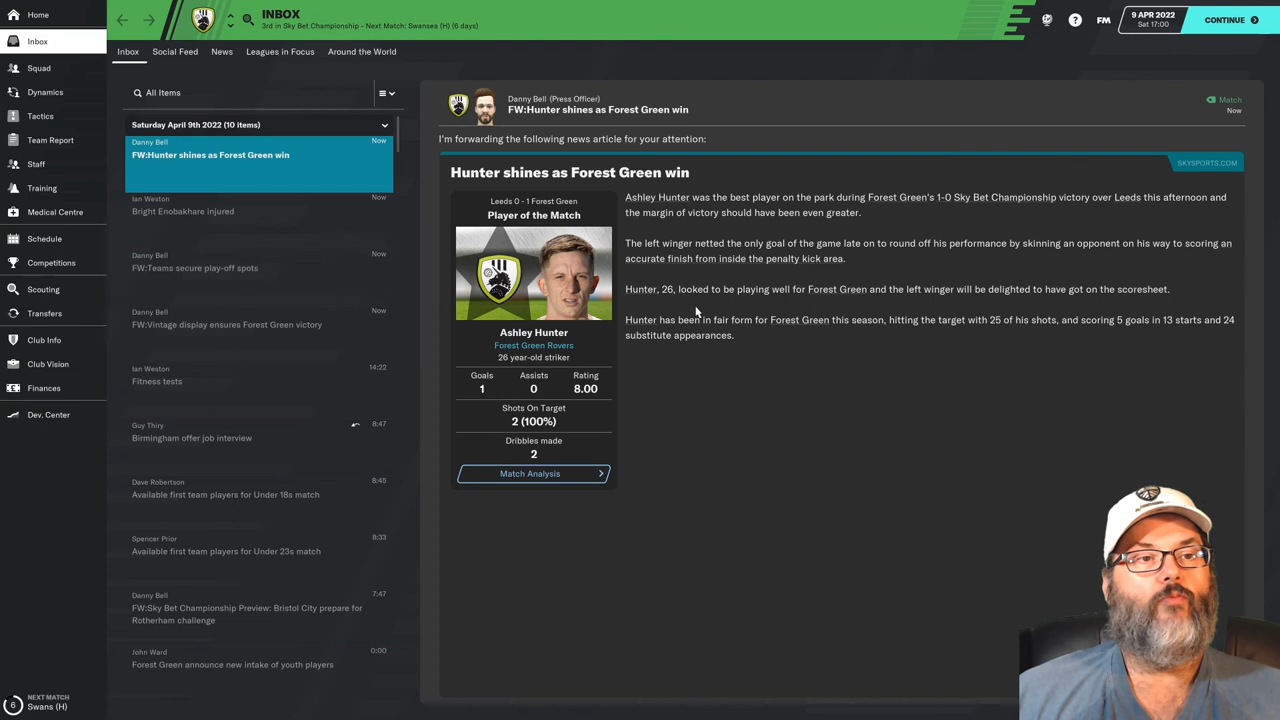 Home
Inbox
Squad
Dynamics
Tactics
Team Report
Staff
Training
Medical Centre
Schedule
Competitions
Scouting
Transfers
Club Info
Club Vision
Finances
Dev. Center
6
NEXT MATCH
Swans (H)
INBOX
3rd in Sky Bet Championship - Next Match: Swansea (H) (6 days)
?
FM
9 APR 2022
Sat 17:00
CONTINUE
Inbox
Social Feed
News
Leagues in Focus
Around the World
All Items
Saturday April 9th 2022 (10 items)
Danny Bell
Now
FW:Hunter shines as Forest Green win
Ian Weston
Now
Bright Enobakhare injured
Danny Bell
Now
FW:Teams secure play-off spots
Danny Bell
Now
FW:Vintage display ensures Forest Green victory
Ian Weston
14:22
Fitness tests
Guy Thiry
8:47
Birmingham offer job interview
Dave Robertson
8:45
Available first team players for Under 18s match
Spencer Prior
8:33
Available first team players for Under 23s match
Danny Bell
7:47
FW:Sky Bet Championship Preview: Bristol City prepare for
Rotherham challenge
John Ward
0:00
Forest Green announce new intake of youth players
Danny Bell (Press Officer)
FW:Hunter shines as Forest Green win
Match
Now
I'm forwarding the following news article for your attention:
SKYSPORTS.COM
Hunter shines as Forest Green win
Leeds 0 - 1 Forest Green
Player of the Match
Ashley Hunter
Forest Green Rovers
26 year-old striker
Goals
Assists
Rating
1
0
8.00
Shots On Target
2 (100%)
Dribbles made
2
Match Analysis
Ashley Hunter was the best player on the park during Forest Green's 1-0 Sky Bet Championship victory over Leeds this afternoon and
the margin of victory should have been even greater.
The left winger netted the only goal of the game late on to round off his performance by skinning an opponent on his way to scoring an
accurate finish from inside the penalty kick area.
Hunter, 26, looked to be playing well for Forest Green and the left winger will be delighted to have got on the scoresheet.
Hunter has been in fair form for Forest Green this season, hitting the target with 25 of his shots, and scoring 5 goals in 13 starts and 24
substitute appearances.